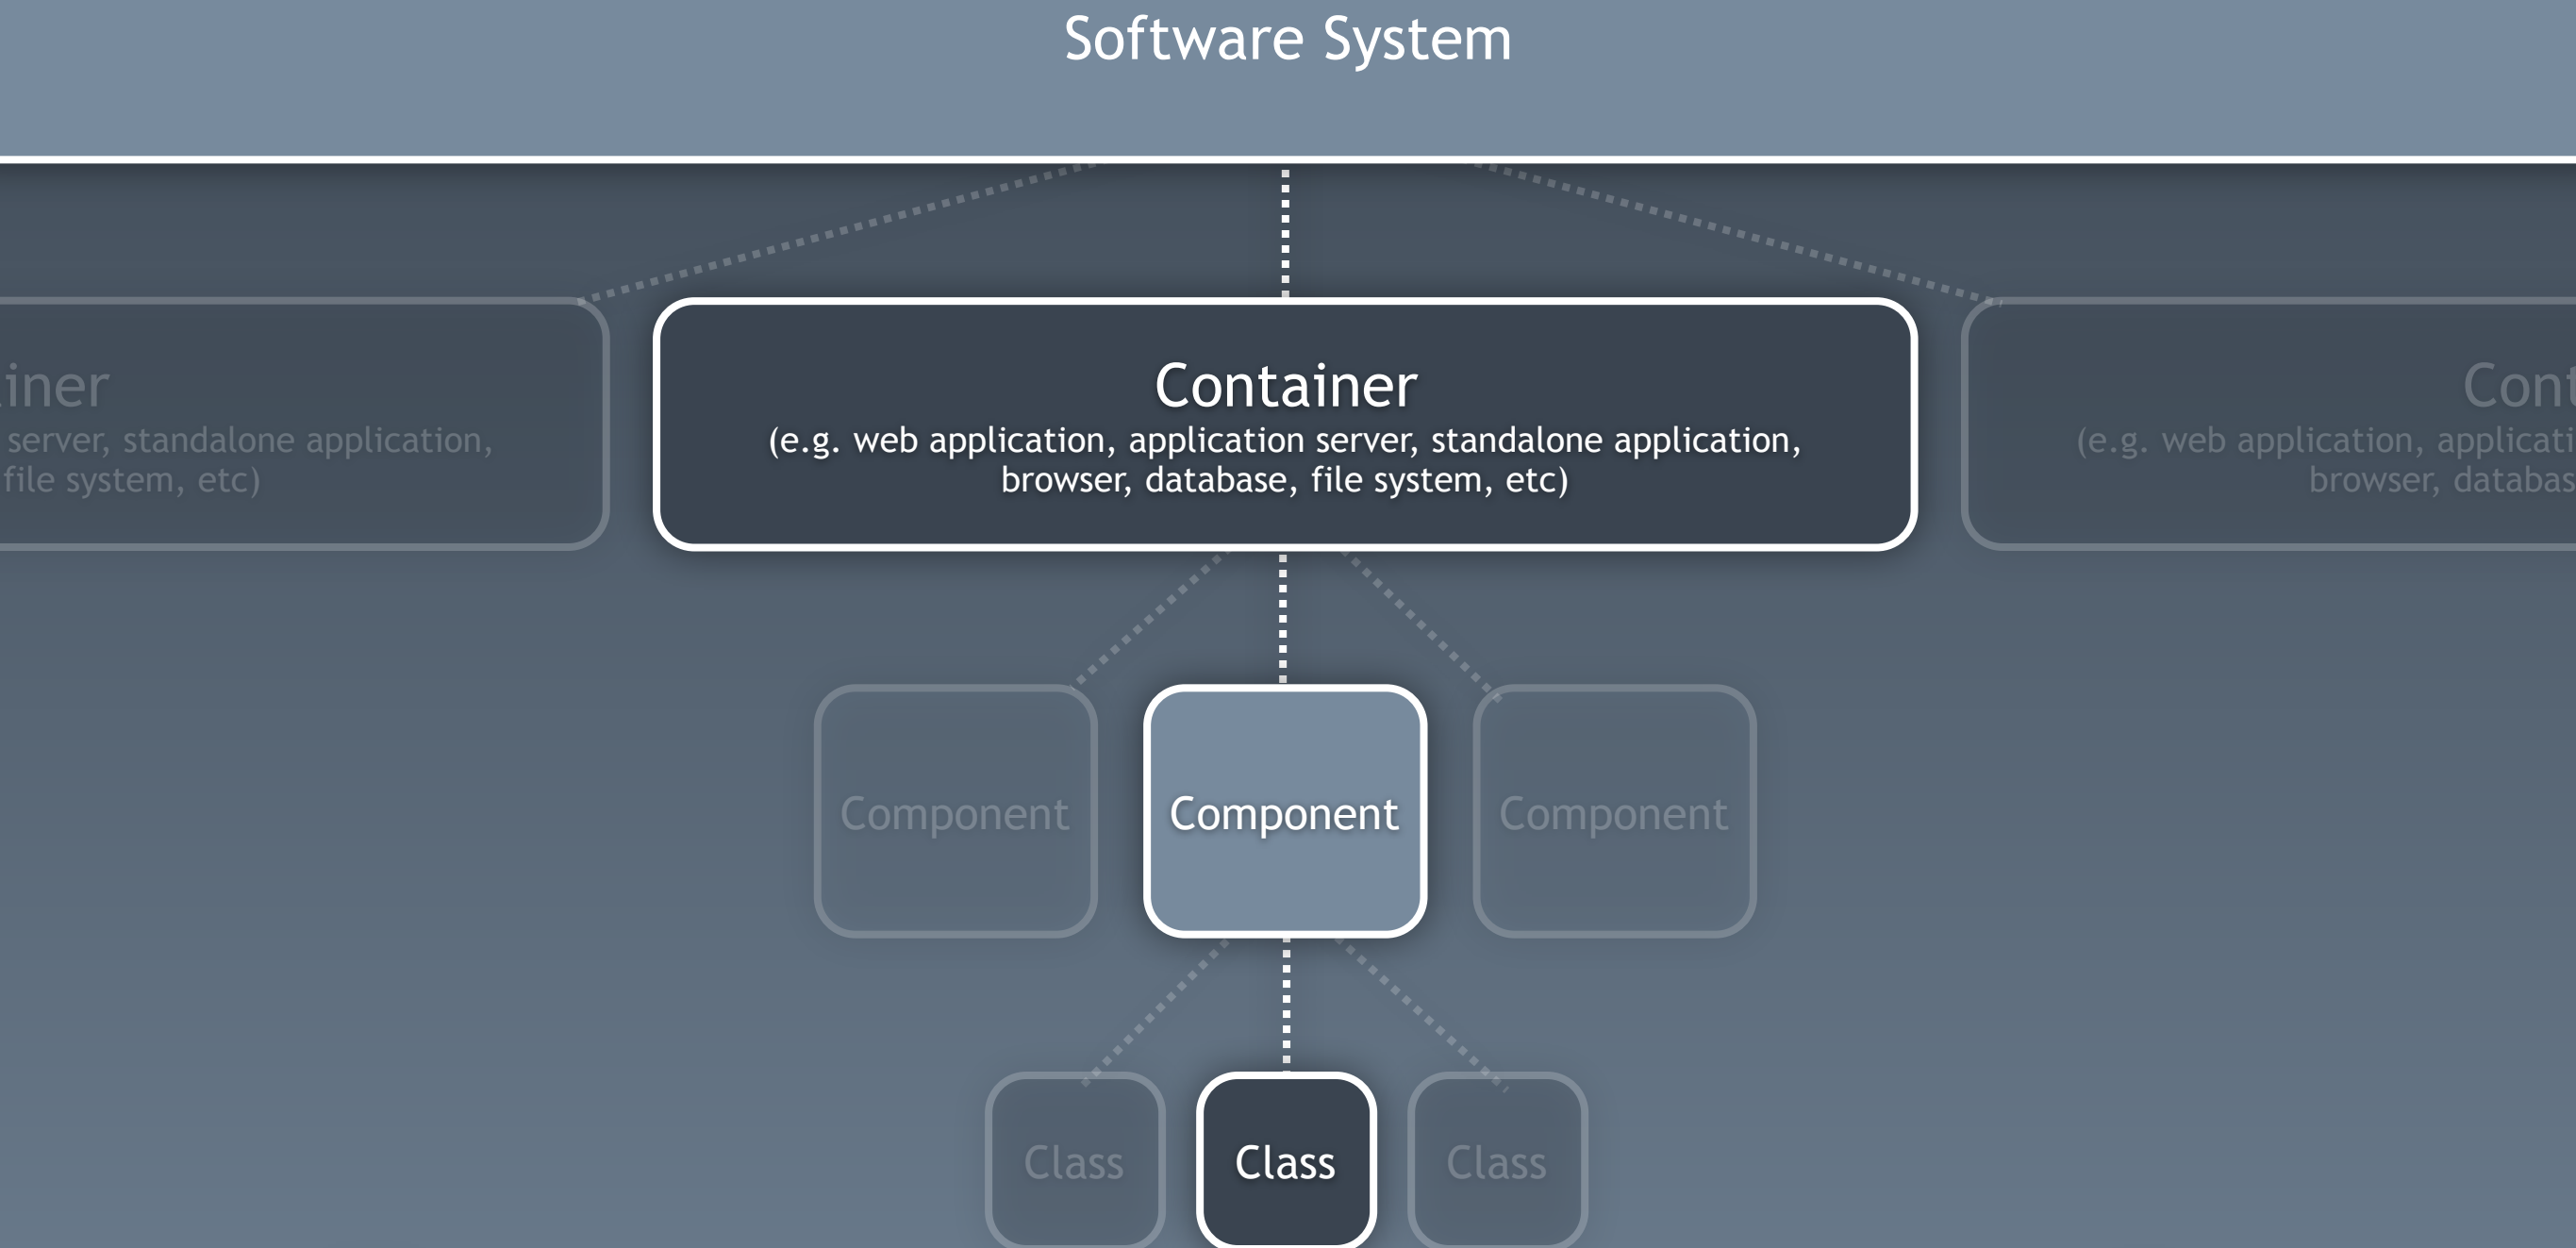 Software System
iner
server, standalone application,
file system, etc)
Container
(e.g. web application, application server, standalone application,
browser, database, file system, etc)
Cont
(e.g. web application, applicati
browser, databas
Component
Component
Component
Class
Class
Class